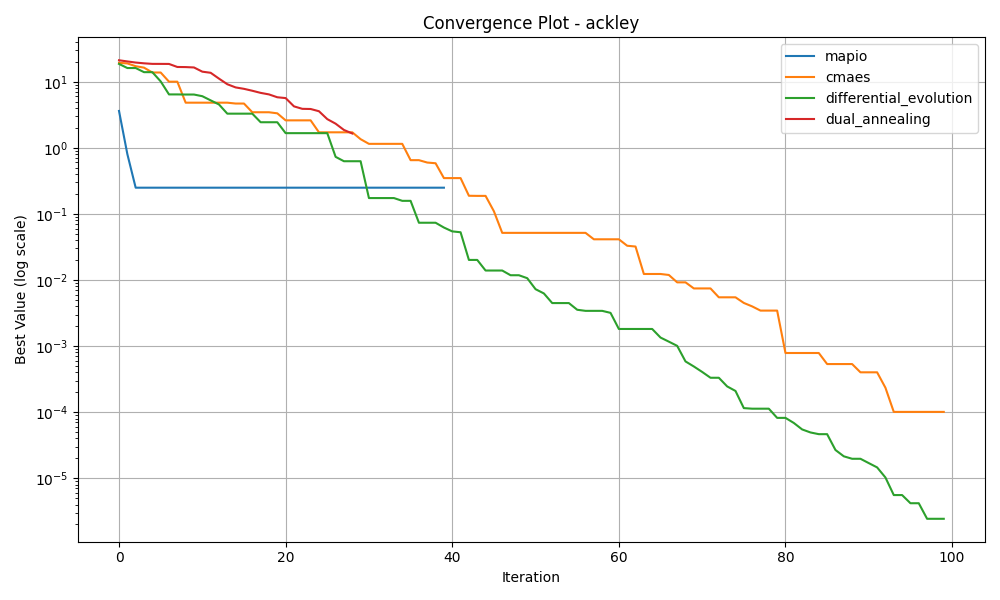 Convergence Plot - ackley
mapio
cmaes
differential_evolution
dual_annealing
Best Value (log scale)
10^1
10^0
10^-1
10^-2
10^-3
10^-4
10^-5
0 20 40 60 80 100
Iteration